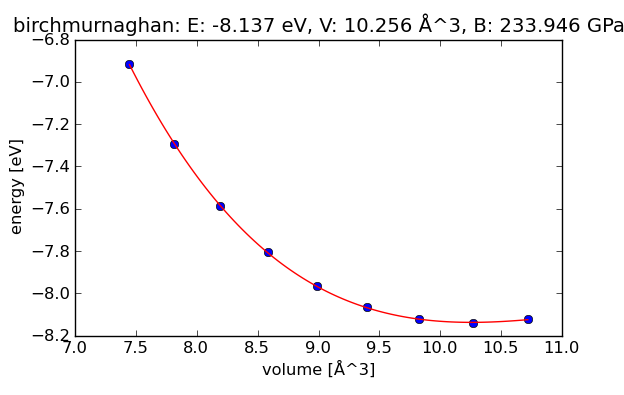 birchmurnaghan: E: -8.137 eV, V: 10.256 Å^3, B: 233.946 GPa
−6.8
−7.0
−7.2
−7.4
−7.6
−7.8
−8.0
−8.2
energy [eV]
7.0 7.5 8.0 8.5 9.0 9.5 10.0 10.5 11.0
volume [Å^3]